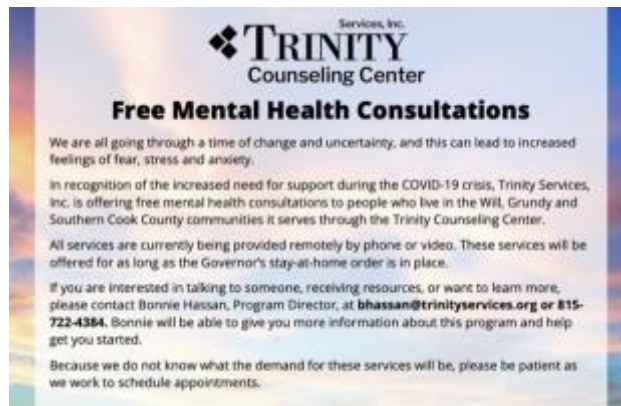 Services, Inc.
TRINITY
Counseling Center
Free Mental Health Consultations
We are all going through a time of change and uncertainty, and this can lead to increased
feelings of fear, stress and anxiety.
In recognition of the increased need for support during the COVID-19 crisis, Trinity Services,
Inc. is offering free mental health consultations to people who live in the Will, Grundy and
Southern Cook County communities it serves through the Trinity Counseling Center.
All services are currently being provided remotely by phone or video. These services will be
offered for as long as the Governor's stay-at-home order is in place.
If you are interested in talking to someone, receiving resources, or want to learn more,
please contact Bonnie Hassan, Program Director, at bhassan@trinityservices.org or 815-
722-4384. Bonnie will be able to give you more information about this program and help
get you started.
Because we do not know what the demand for these services will be, please be patient as
we work to schedule appointments.